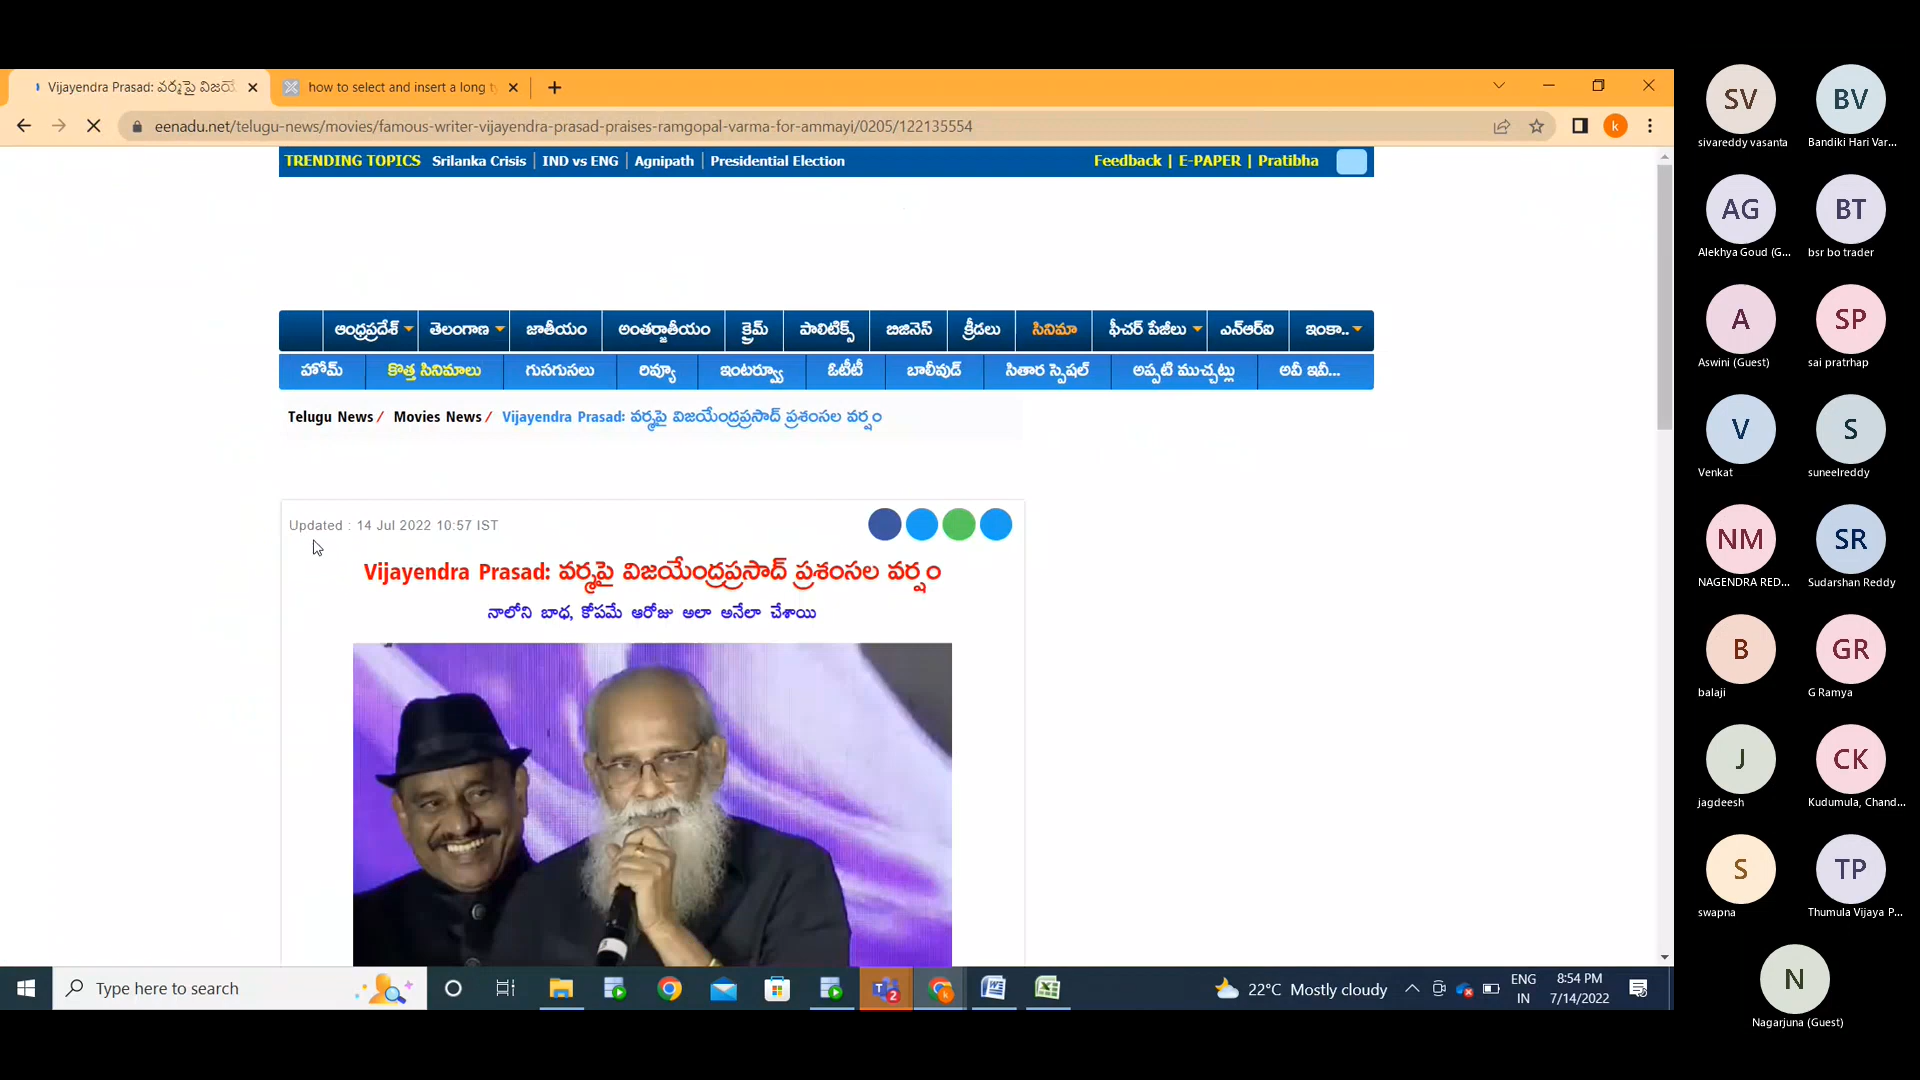 Vijayendra Prasad: వర్మపై విజయే
how to select and insert a long t
eenadu.net/telugu-news/movies/famous-writer-vijayendra-prasad-praises-ramgopal-varma-for-ammayi/0205/122135554
k
TRENDING TOPICS Srilanka Crisis | IND vs ENG | Agnipath | Presidential Election
Feedback | E-PAPER | Pratibha
ఆంధ్రప్రదేశ్ తెలంగాణ జాతీయం అంతర్జాతీయం క్రైమ్ పాలిటిక్స్ బిజినెస్ క్రీడలు సినిమా ఫీచర్ పేజీలు ఎన్ఆర్ఐ ఇంకా..
హోమ్ కొత్త సినిమాలు గుసగుసలు రివ్యూ ఇంటర్వ్యూ ఓటీటీ బాలీవుడ్ సితార స్పెషల్ అప్పటి ముచ్చట్లు అవీ ఇవీ...
Telugu News / Movies News / Vijayendra Prasad: వర్మపై విజయేంద్రప్రసాద్ ప్రశంసల వర్షం
Updated : 14 Jul 2022 10:57 IST
Vijayendra Prasad: వర్మపై విజయేంద్రప్రసాద్ ప్రశంసల వర్షం
నాలోని బాధ, కోపమే ఆరోజు అలా అనేలా చేశాయి
Type here to search
2
k
22°C Mostly cloudy
ENG
IN
8:54 PM
7/14/2022
SV BV
sivareddy vasanta Bandiki Hari Var...
AG BT
Alekhya Goud (G... bsr bo trader
A SP
Aswini (Guest) sai pratrhap
V S
Venkat suneelreddy
NM SR
NAGENDRA RED... Sudarshan Reddy
B GR
balaji G Ramya
J CK
jagdeesh Kudumula, Chand...
S TP
swapna Thumula Vijaya P...
N
Nagarjuna (Guest)